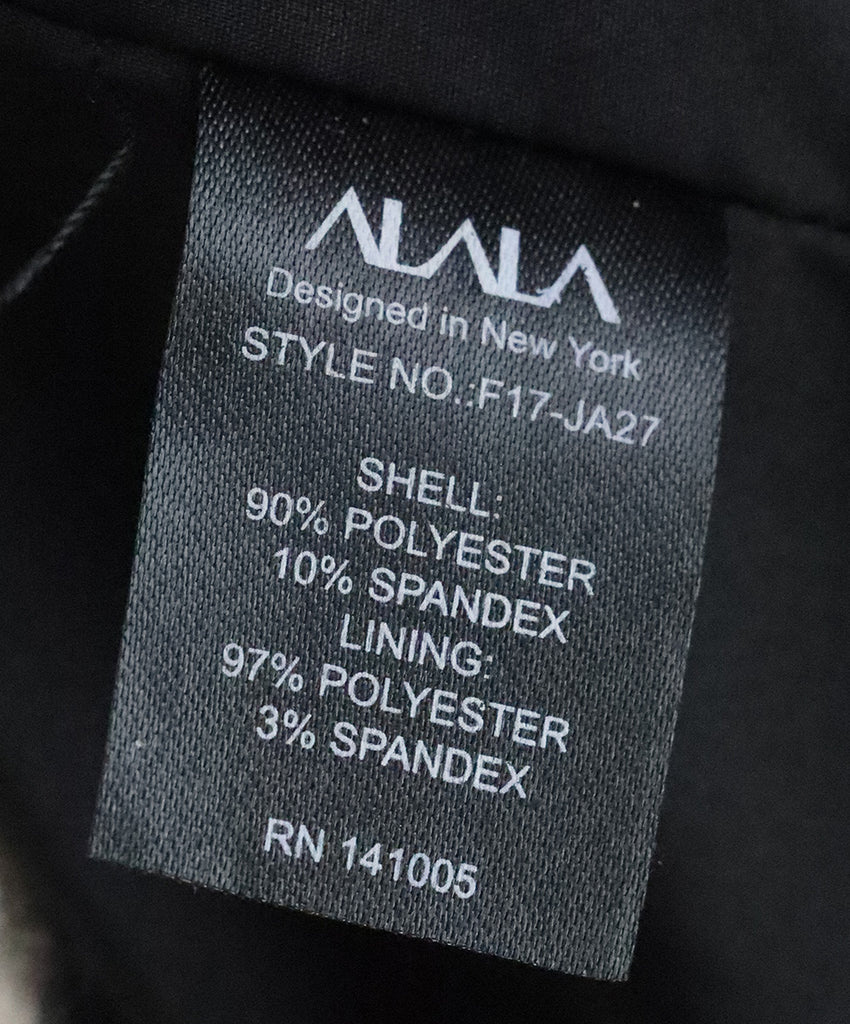 ALALA
Designed in New York
STYLE NO.:F17-JA27
SHELL:
90% POLYESTER
10% SPANDEX
LINING:
97% POLYESTER
3% SPANDEX
RN 141005